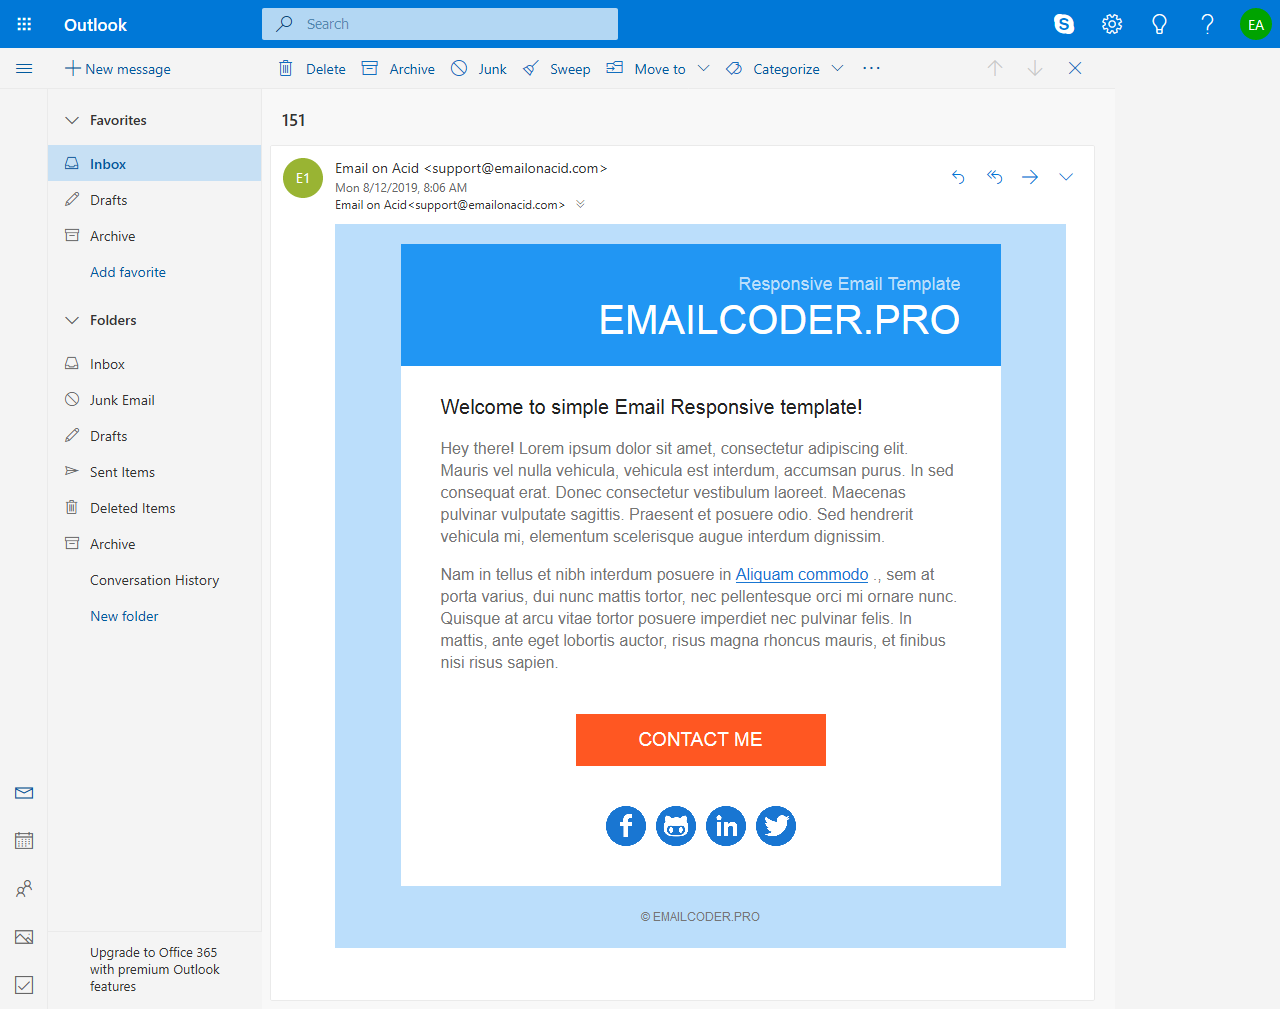 Outlook
Search
EA
New message
Delete
Archive
Junk
Sweep
Move to
Categorize
Favorites
Inbox
Drafts
Archive
Add favorite
Folders
Inbox
Junk Email
Drafts
Sent Items
Deleted Items
Archive
Conversation History
New folder
Upgrade to Office 365
with premium Outlook
features
151
E1
Email on Acid <support@emailonacid.com>
Mon 8/12/2019, 8:06 AM
Email on Acid<support@emailonacid.com>
Responsive Email Template
EMAILCODER.PRO
Welcome to simple Email Responsive template!
Hey there! Lorem ipsum dolor sit amet, consectetur adipiscing elit.
Mauris vel nulla vehicula, vehicula est interdum, accumsan purus. In sed
consequat erat. Donec consectetur vestibulum laoreet. Maecenas
pulvinar vulputate sagittis. Praesent et posuere odio. Sed hendrerit
vehicula mi, elementum scelerisque augue interdum dignissim.
Nam in tellus et nibh interdum posuere in Aliquam commodo ., sem at
porta varius, dui nunc mattis tortor, nec pellentesque orci mi ornare nunc.
Quisque at arcu vitae tortor posuere imperdiet nec pulvinar felis. In
mattis, ante eget lobortis auctor, risus magna rhoncus mauris, et finibus
nisi risus sapien.
CONTACT ME
© EMAILCODER.PRO